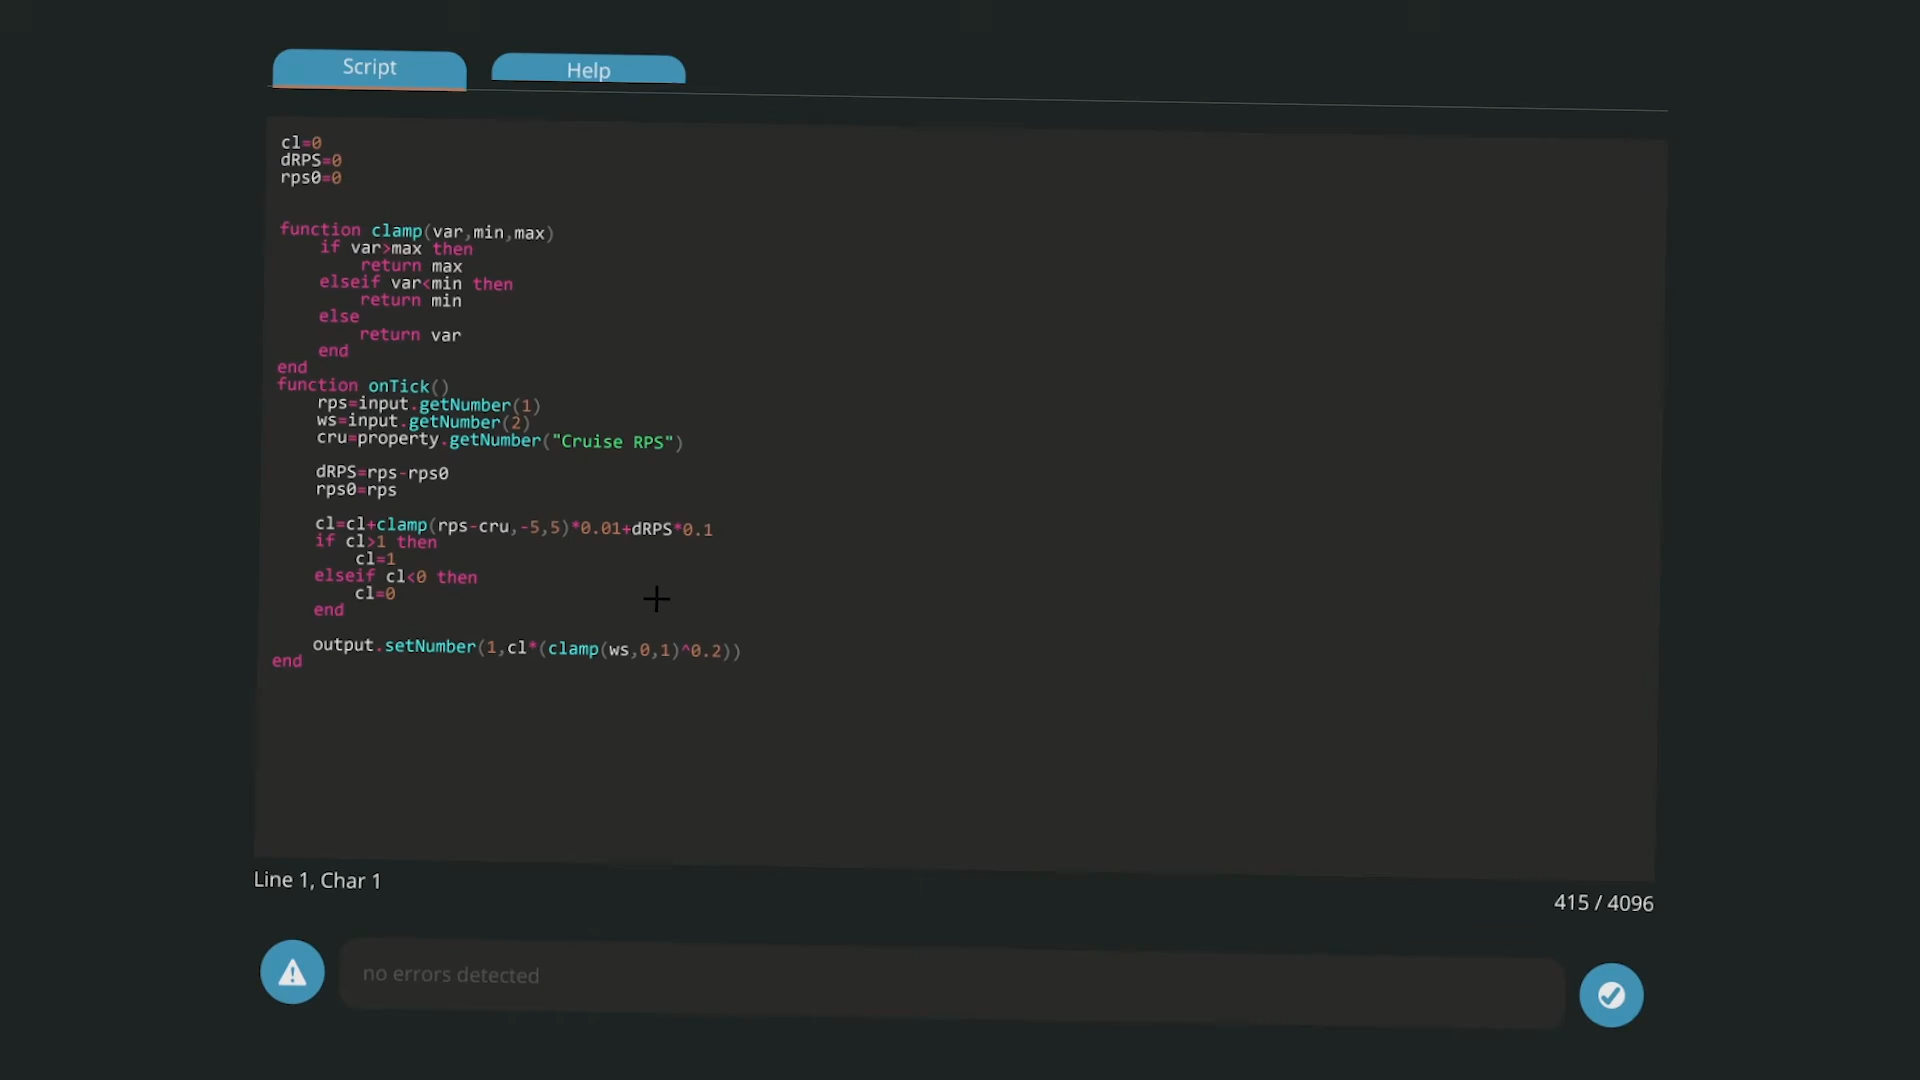 Script
Help
cl=0
dRPS=0
rps0=0
function clamp(var,min,max)
    if var>max then
        return max
    elseif var<min then
        return min
    else
        return var
    end
end
function onTick()
    rps=input.getNumber(1)
    ws=input.getNumber(2)
    cru=property.getNumber("Cruise RPS")
    dRPS=rps-rps0
    rps0=rps
    cl=cl+clamp(rps-cru,-5,5)*0.01+dRPS*0.1
    if cl>1 then
        cl=1
    elseif cl<0 then
        cl=0
    end
    output.setNumber(1,cl*(clamp(ws,0,1)^0.2))
end
Line 1, Char 1
415 / 4096
no errors detected